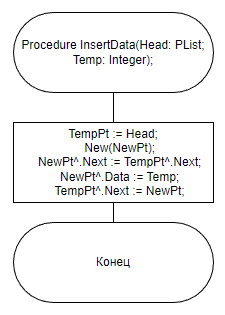 Procedure InsertData(Head: PList;
Temp: Integer);
TempPt := Head;
New(NewPt);
NewPt^.Next := TempPt^.Next;
NewPt^.Data := Temp;
TempPt^.Next := NewPt;
Конец